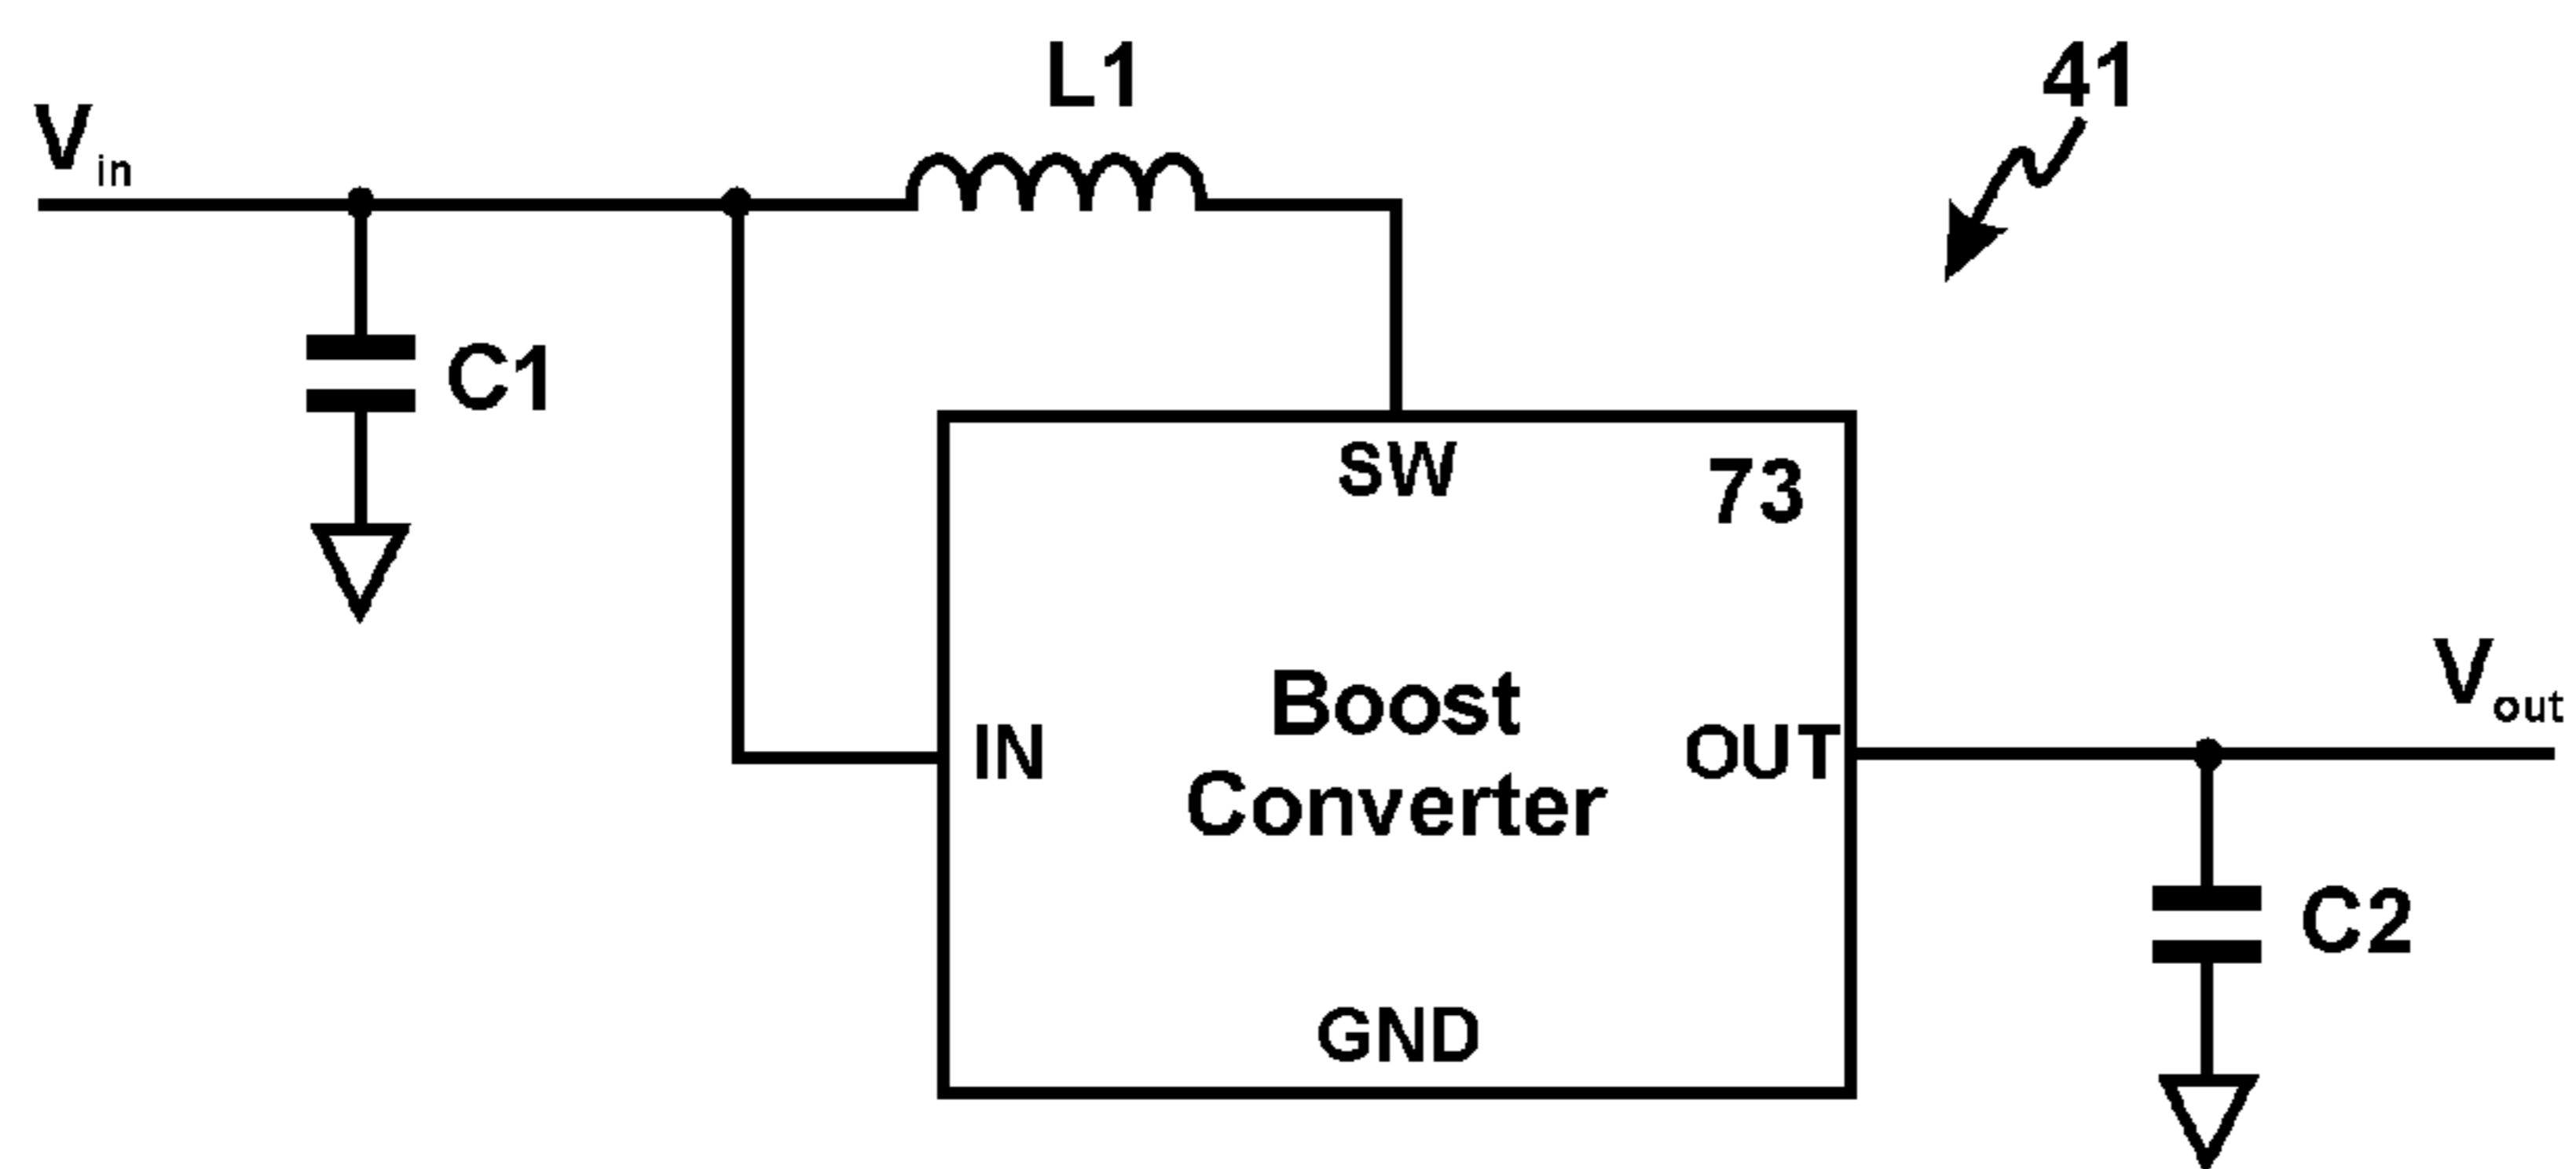 L1
41
Vin
C1
SW
73
Boost
Converter
IN
OUT
Vout
C2
GND